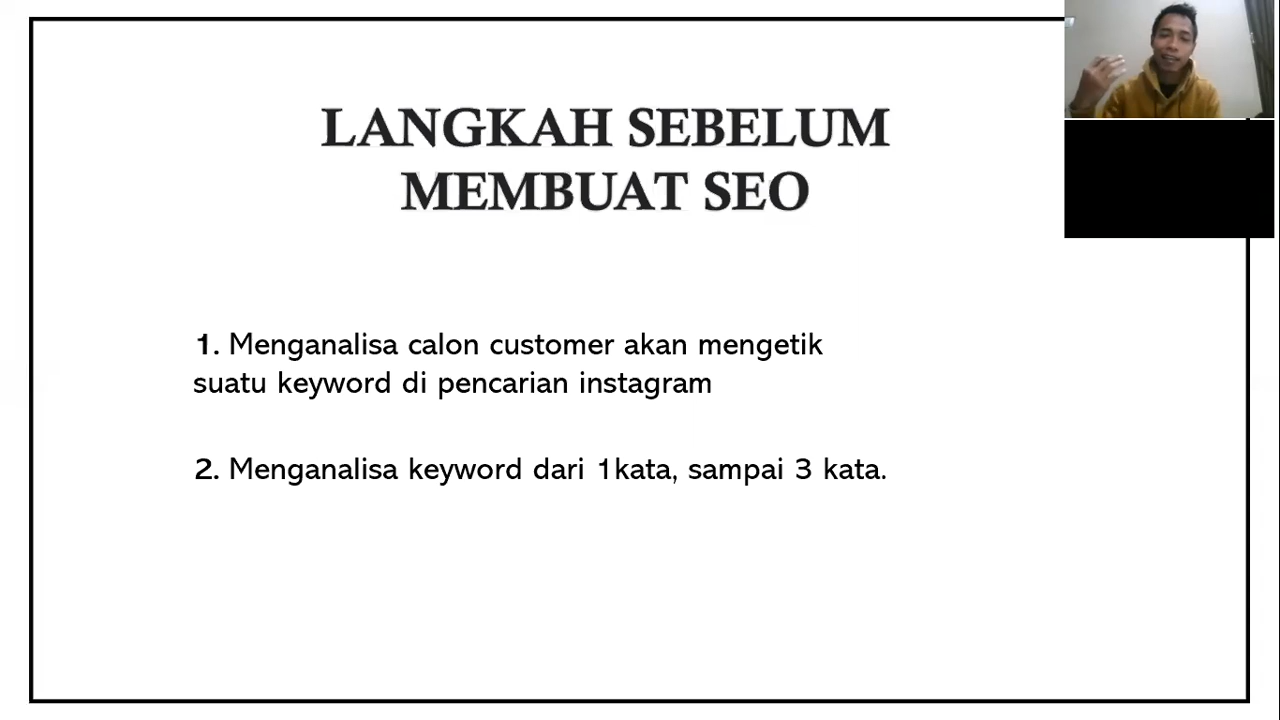 LANGKAH SEBELUM
MEMBUAT SEO
1. Menganalisa calon customer akan mengetik
suatu keyword di pencarian instagram
2. Menganalisa keyword dari 1kata, sampai 3 kata.